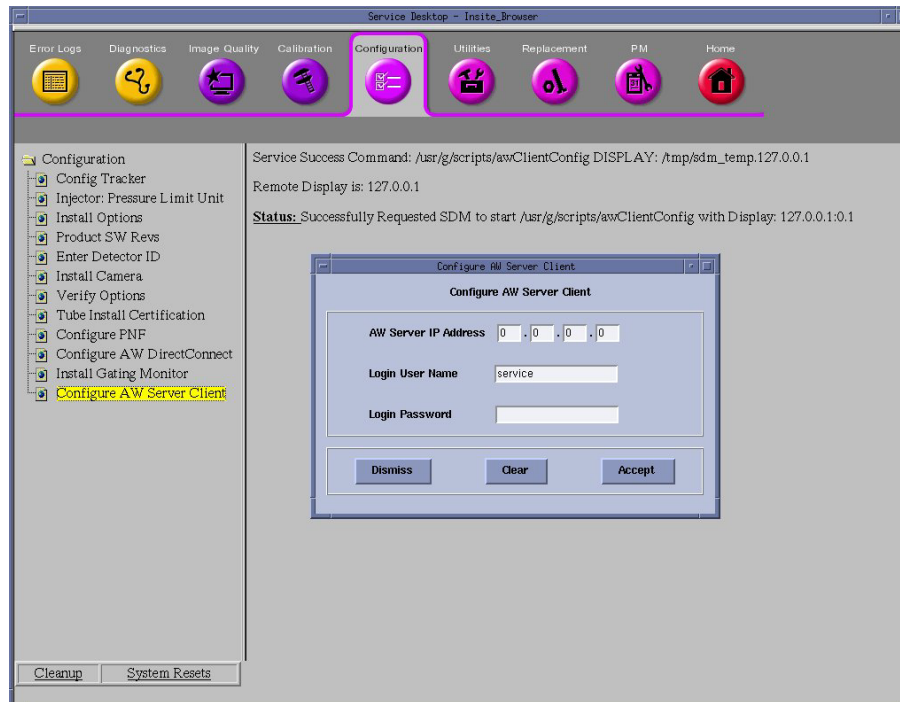 Service Desktop - Insite_Browser
Error Logs
Diagnostics
Image Quality
Calibration
Configuration
Utilities
Replacement
PM
Home
Configuration
Config Tracker
Injector: Pressure Limit Unit
Install Options
Product SW Revs
Enter Detector ID
Install Camera
Verify Options
Tube Install Certification
Configure PNF
Configure AW DirectConnect
Install Gating Monitor
Configure AW Server Client
Cleanup
System Resets
Service Success Command: /usr/g/scripts/awClientConfig DISPLAY: /tmp/sdm_temp.127.0.0.1
Remote Display is: 127.0.0.1
Status: Successfully Requested SDM to start /usr/g/scripts/awClientConfig with Display: 127.0.0.1:0.1
Configure AW Server Client
Configure AW Server Client
AW Server IP Address 0 . 0 . 0 . 0
Login User Name service
Login Password
Dismiss
Clear
Accept